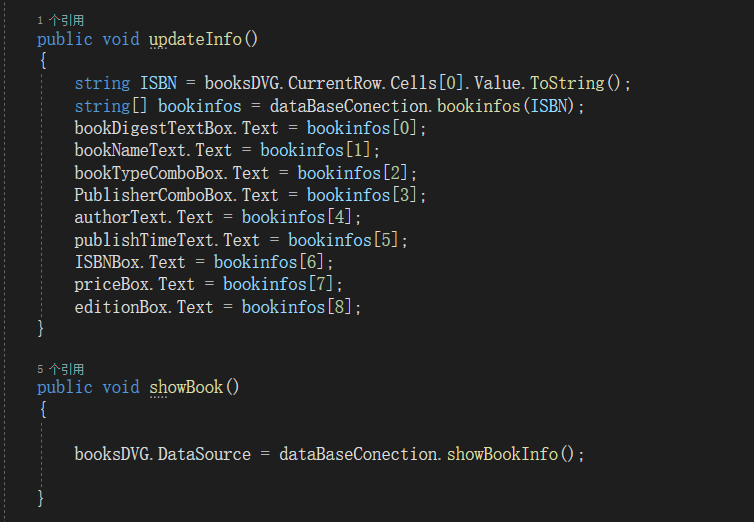 1 个引用
public void updateInfo()
{
string ISBN = booksDVG.CurrentRow.Cells[0].Value.ToString();
string[] bookinfos = dataBaseConection.bookinfos(ISBN);
bookDigestTextBox.Text = bookinfos[0];
bookNameText.Text = bookinfos[1];
bookTypeComboBox.Text = bookinfos[2];
PublisherComboBox.Text = bookinfos[3];
authorText.Text = bookinfos[4];
publishTimeText.Text = bookinfos[5];
ISBNBox.Text = bookinfos[6];
priceBox.Text = bookinfos[7];
editionBox.Text = bookinfos[8];
}
5 个引用
public void showBook()
{
booksDVG.DataSource = dataBaseConection.showBookInfo();
}